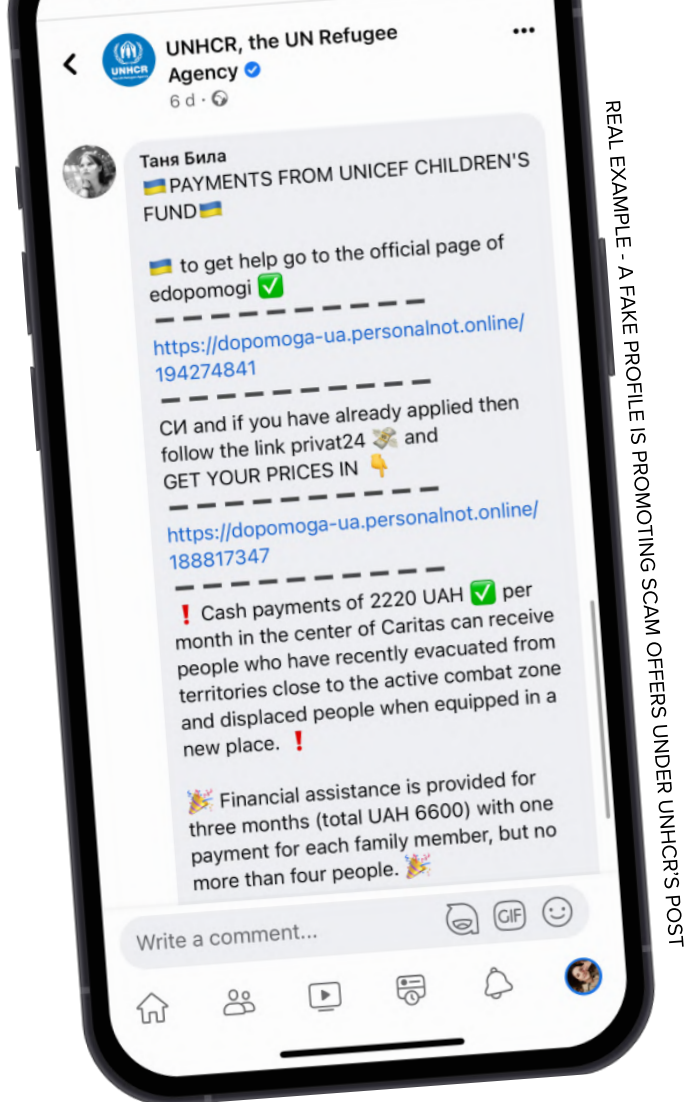 UNHCR, the UN Refugee
Agency
6 d ·
UNHCR
Таня Била
🇺🇦PAYMENTS FROM UNICEF CHILDREN'S
FUND🇺🇦
🇺🇦 to get help go to the official page of
edopomogi ✅
— — — — — — — — — —
https://dopomoga-ua.personalnot.online/
194274841
— — — — — — — — — —
СИ and if you have already applied then
follow the link privat24 💸 and
GET YOUR PRICES IN 👇
— — — — — — — — — —
https://dopomoga-ua.personalnot.online/
188817347
— — — — — — — — — —
❗ Cash payments of 2220 UAH ✅ per
month in the center of Caritas can receive
people who have recently evacuated from
territories close to the active combat zone
and displaced people when equipped in a
new place. ❗
🎉 Financial assistance is provided for
three months (total UAH 6600) with one
payment for each family member, but no
more than four people. 🎉
Write a comment...
GIF
REAL EXAMPLE - A FAKE PROFILE IS PROMOTING SCAM OFFERS UNDER UNHCR'S POST